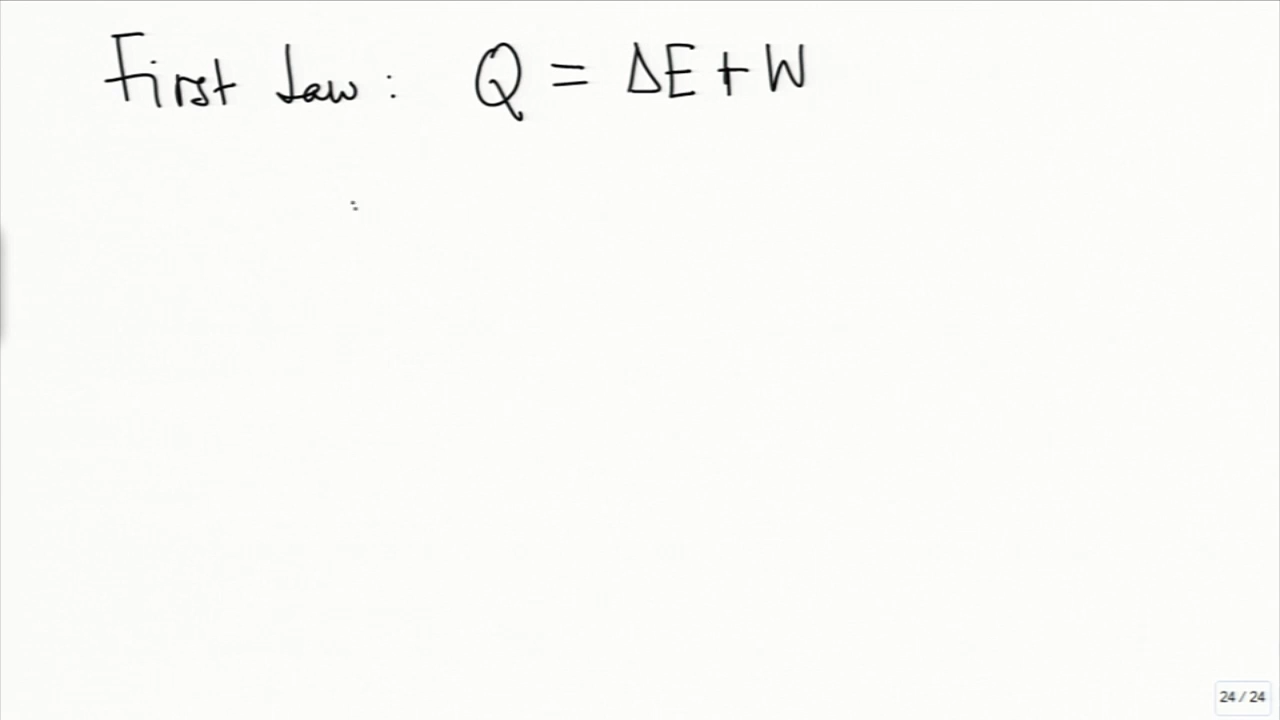 First Law: Q = ΔE + W
24 / 24